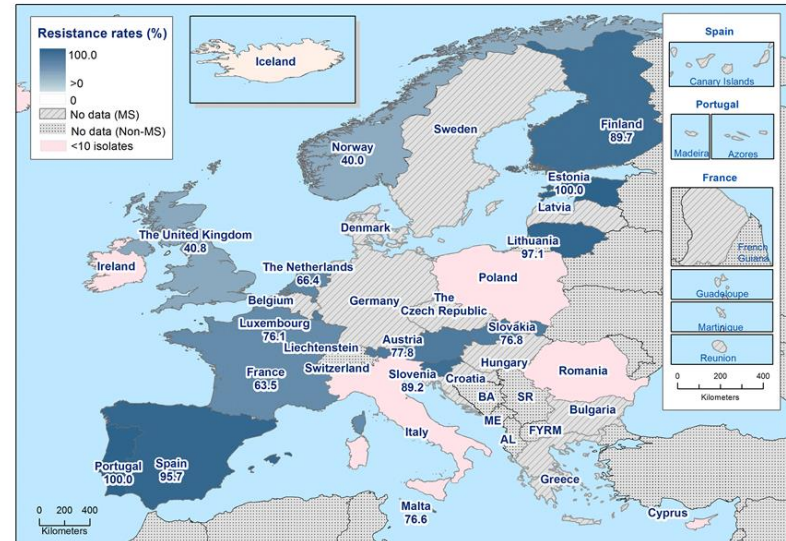 Resistance rates (%)
100.0
>0
0
No data (MS)
No data (Non-MS)
<10 isolates
Iceland
Spain
Canary Islands
Portugal
Madeira
Azores
France
French
Guiana
Guadeloupe
Martinique
Reunion
0 200 400
Kilometers
Norway
40.0
Sweden
Finland
89.7
Estonia
100.0
Latvia
Denmark
Lithuania
97.1
The United Kingdom
40.8
Ireland
The Netherlands
66.4
Poland
Belgium
Germany
The
Czech Republic
Luxembourg
76.1
Liechtenstein
Austria
77.8
Slovakia
76.8
France
63.5
Switzerland
Slovenia
89.2
Hungary
Croatia
Romania
BA
SR
Bulgaria
Italy
ME
FYRM
AL
Portugal
100.0
Spain
95.7
Greece
Malta
76.6
Cyprus
0 200 400
Kilometers